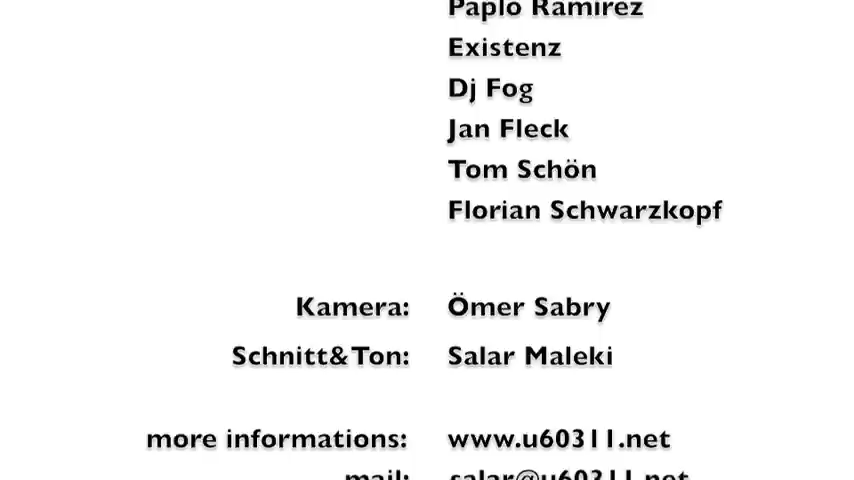 Paplo Ramirez
Existenz
Dj Fog
Jan Fleck
Tom Schön
Florian Schwarzkopf
Kamera: Ömer Sabry
Schnitt&Ton: Salar Maleki
more informations: www.u60311.net
mail: salar@u60311.net